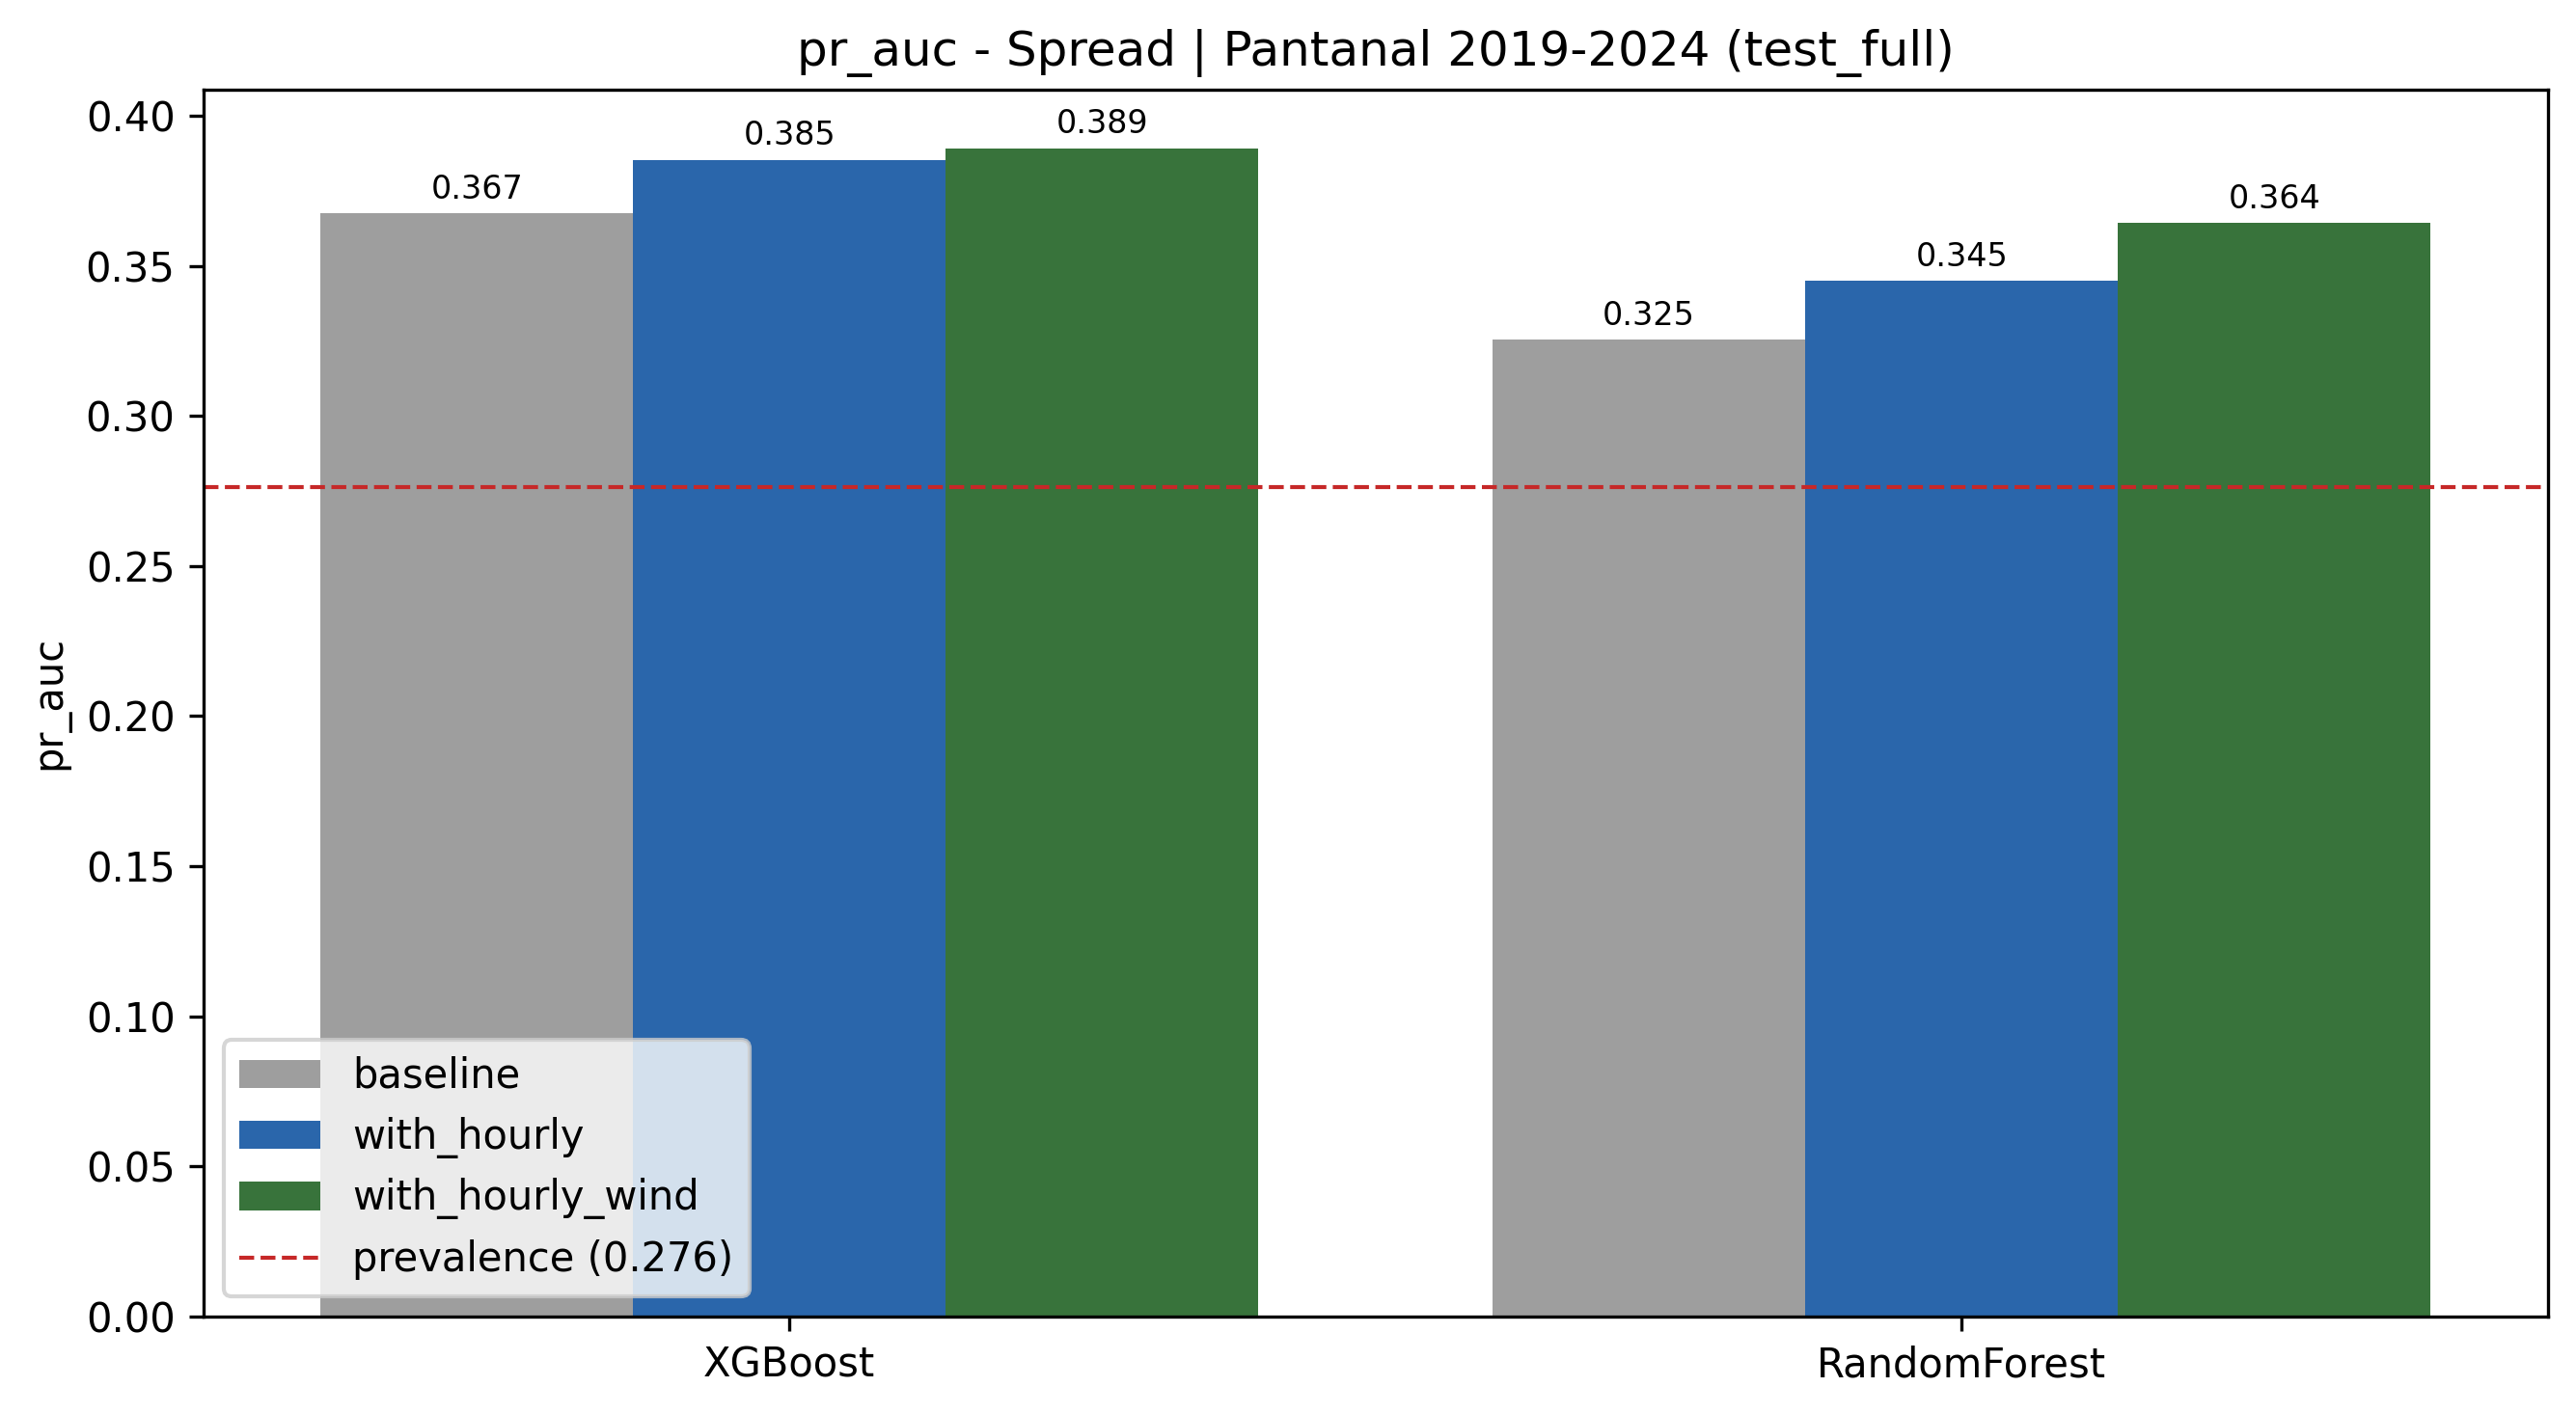 pr_auc - Spread | Pantanal 2019-2024 (test_full)
pr_auc
0.40
0.35
0.30
0.25
0.20
0.15
0.10
0.05
0.00
0.367
0.385
0.389
0.325
0.345
0.364
baseline
with_hourly
with_hourly_wind
prevalence (0.276)
XGBoost
RandomForest